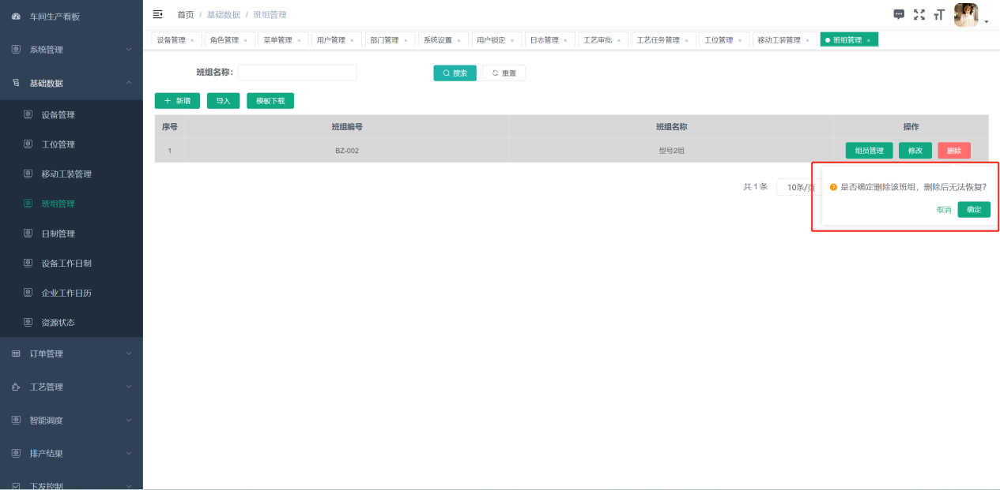 车间生产看板
系统管理
基础数据
设备管理
工位管理
移动工装管理
班组管理
日制管理
设备工作日制
企业工作日历
资源状态
订单管理
工艺管理
智能调度
排产结果
下发控制
首页 / 基础数据 / 班组管理
设备管理 × 角色管理 × 菜单管理 × 用户管理 × 部门管理 × 系统设置 × 用户锁定 × 日志管理 × 工艺审批 × 工艺任务管理 × 工位管理 × 移动工装管理 × 班组管理 ×
班组名称: 搜索 重置
+ 新增 导入 模板下载
序号 班组编号 班组名称 操作
1 BZ-002 型号2组 组员管理 修改 删除
共 1 条 10条/页
是否确定删除该班组，删除后无法恢复?
取消 确定